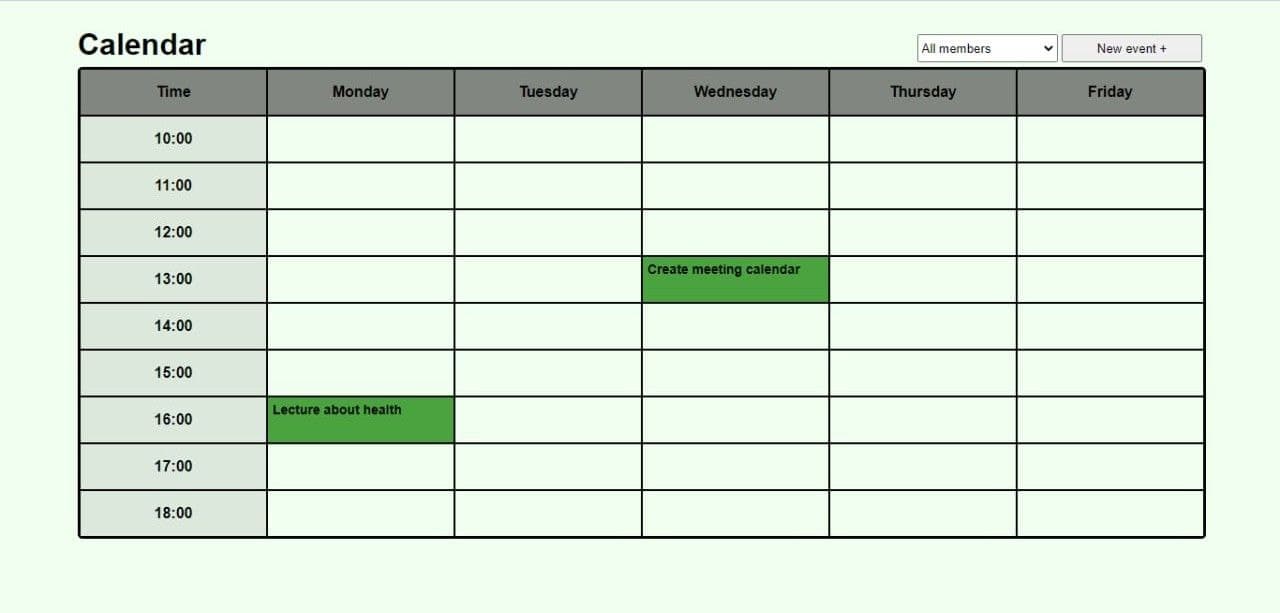 Calendar
All members
New event +
Time Monday Tuesday Wednesday Thursday Friday
10:00
11:00
12:00
13:00 Create meeting calendar
14:00
15:00
16:00 Lecture about health
17:00
18:00